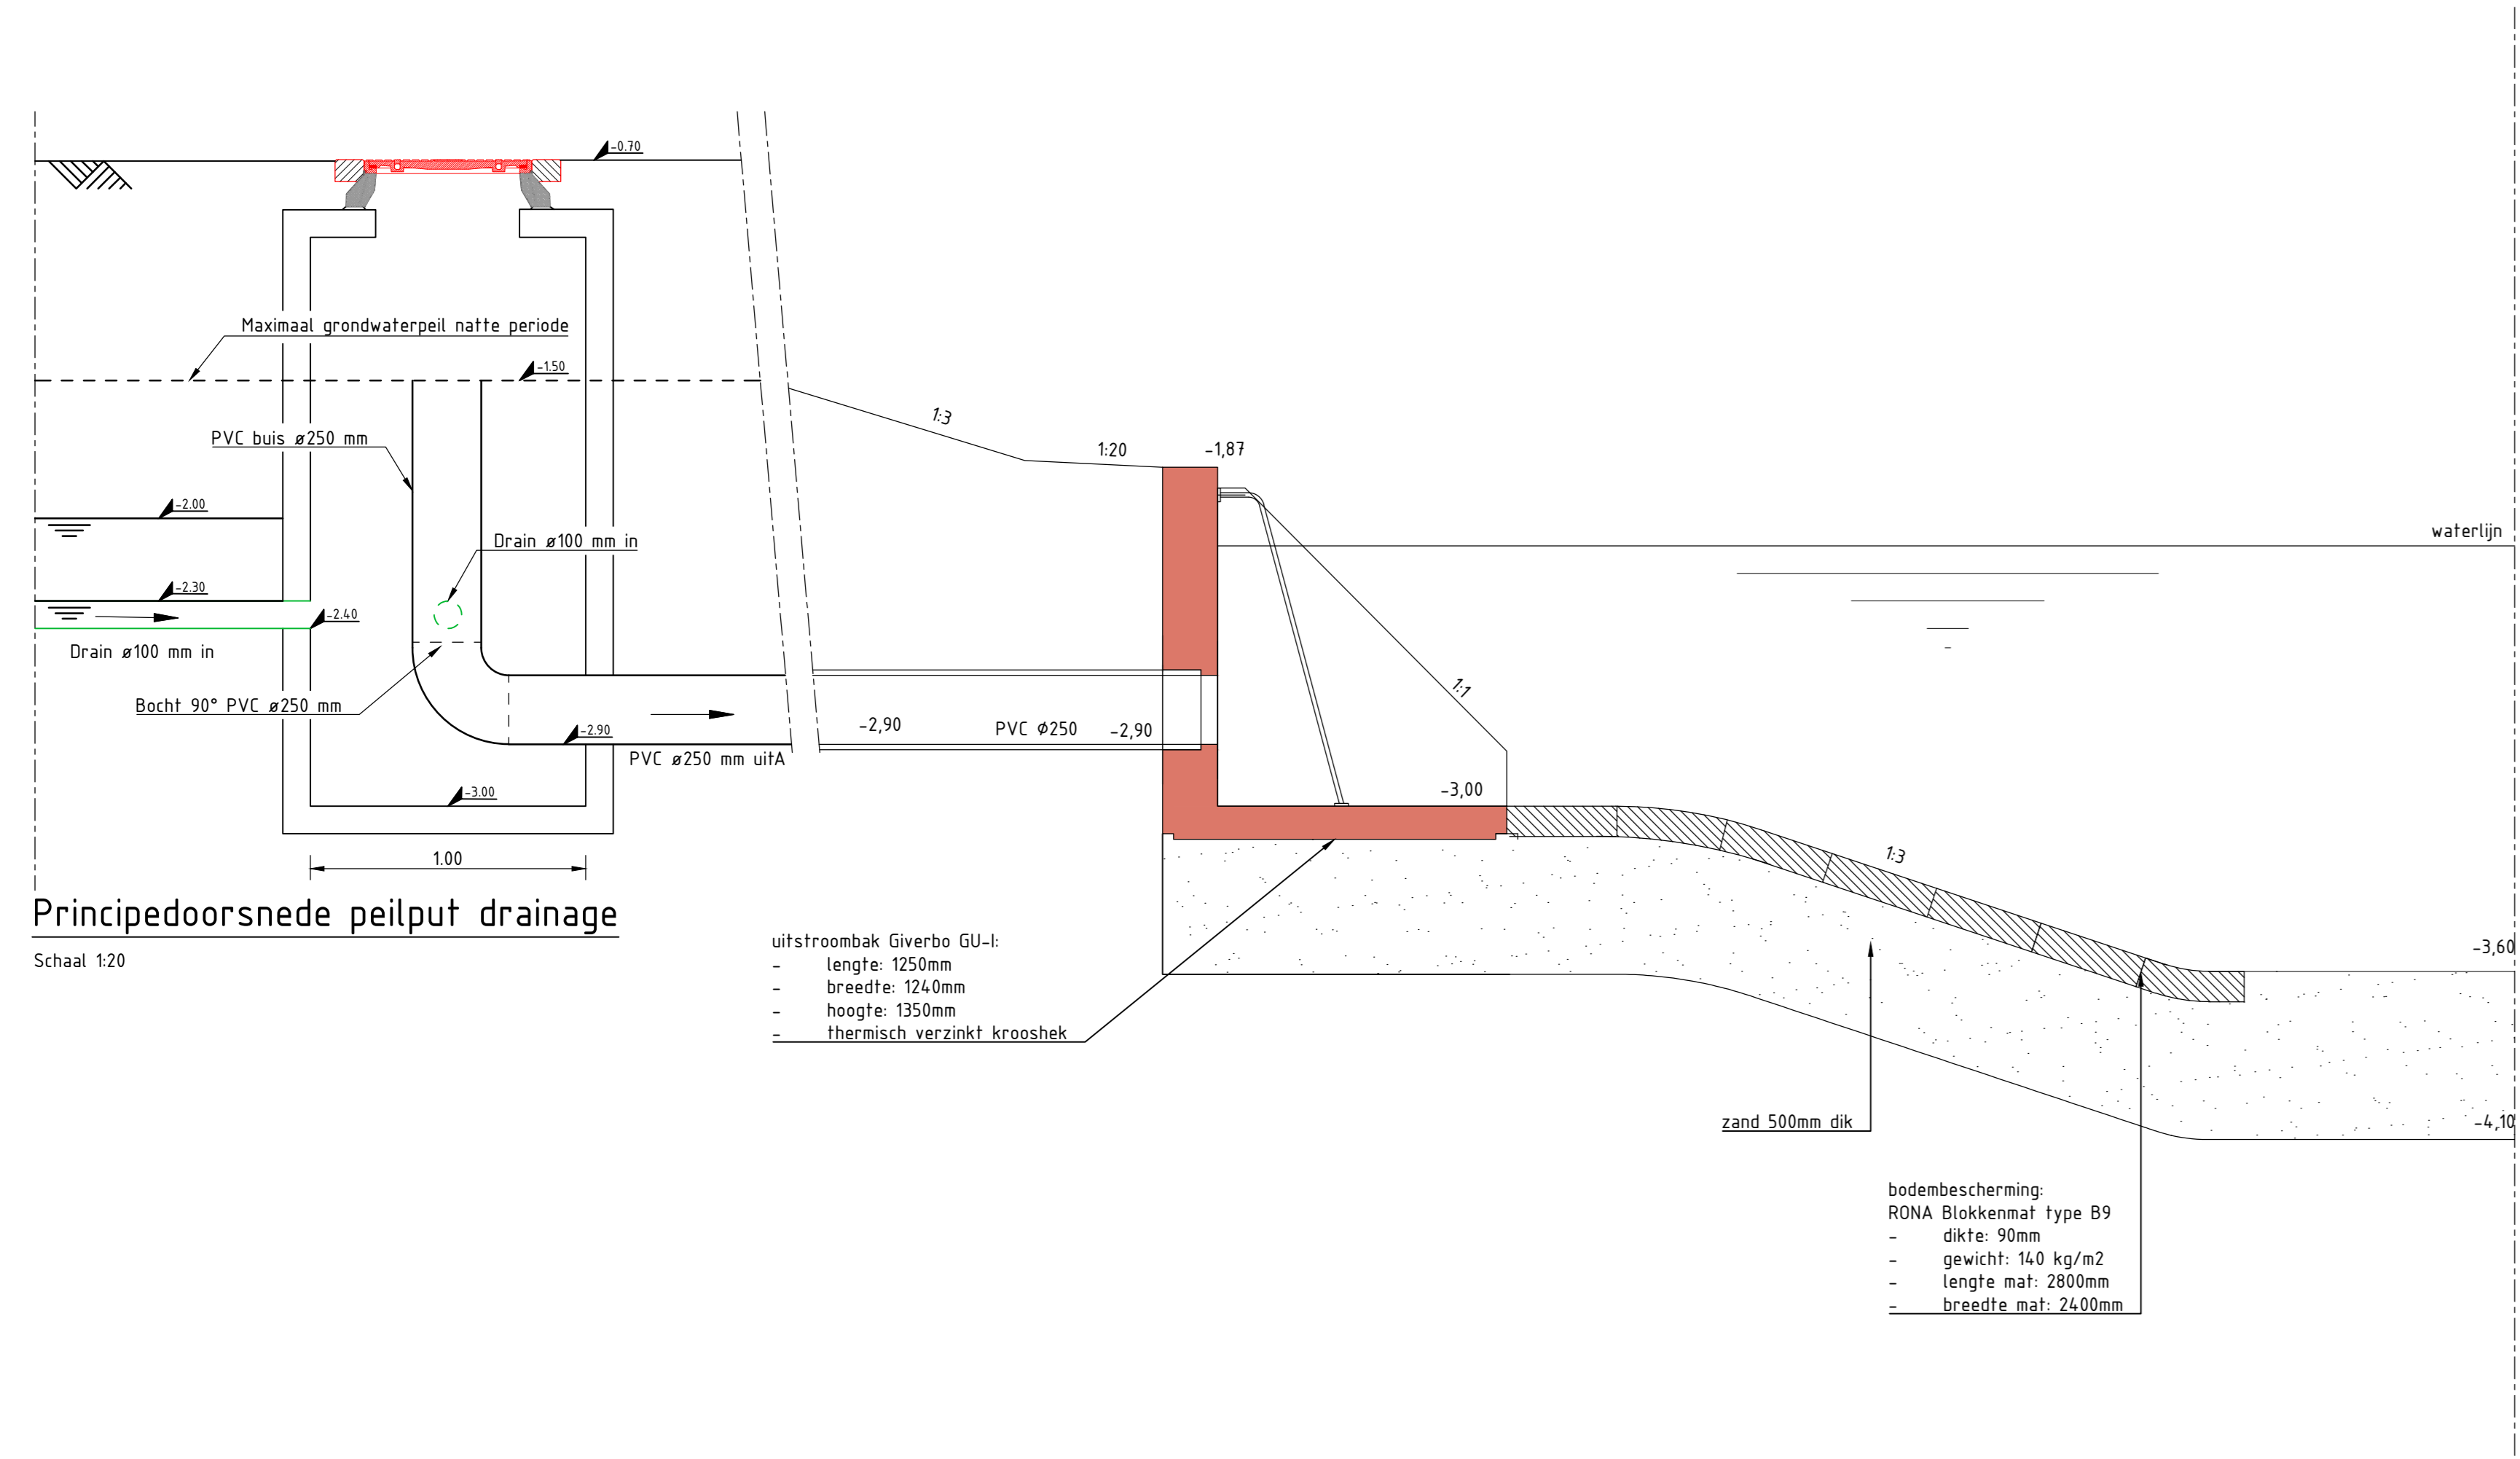 -0.70
Maximaal grondwaterpeil natte periode
-1.50
PVC buis ø250 mm
-2.00
Drain ø100 mm in
-2.30
-2.40
Drain ø100 mm in
Bocht 90° PVC ø250 mm
-2.90
PVC ø250 mm uitA
-3.00
1.00
Principedoorsnede peilput drainage
Schaal 1:20
1:3
1:20
-1,87
waterlijn
1:1
-2,90
PVC Φ250
-2,90
-3,00
1:3
-3,60
-4,10
uitstroombak Giverbo GU-I:
- lengte: 1250mm
- breedte: 1240mm
- hoogte: 1350mm
- thermisch verzinkt krooshek
zand 500mm dik
bodembescherming:
RONA Blokkenmat type B9
- dikte: 90mm
- gewicht: 140 kg/m2
- lengte mat: 2800mm
- breedte mat: 2400mm